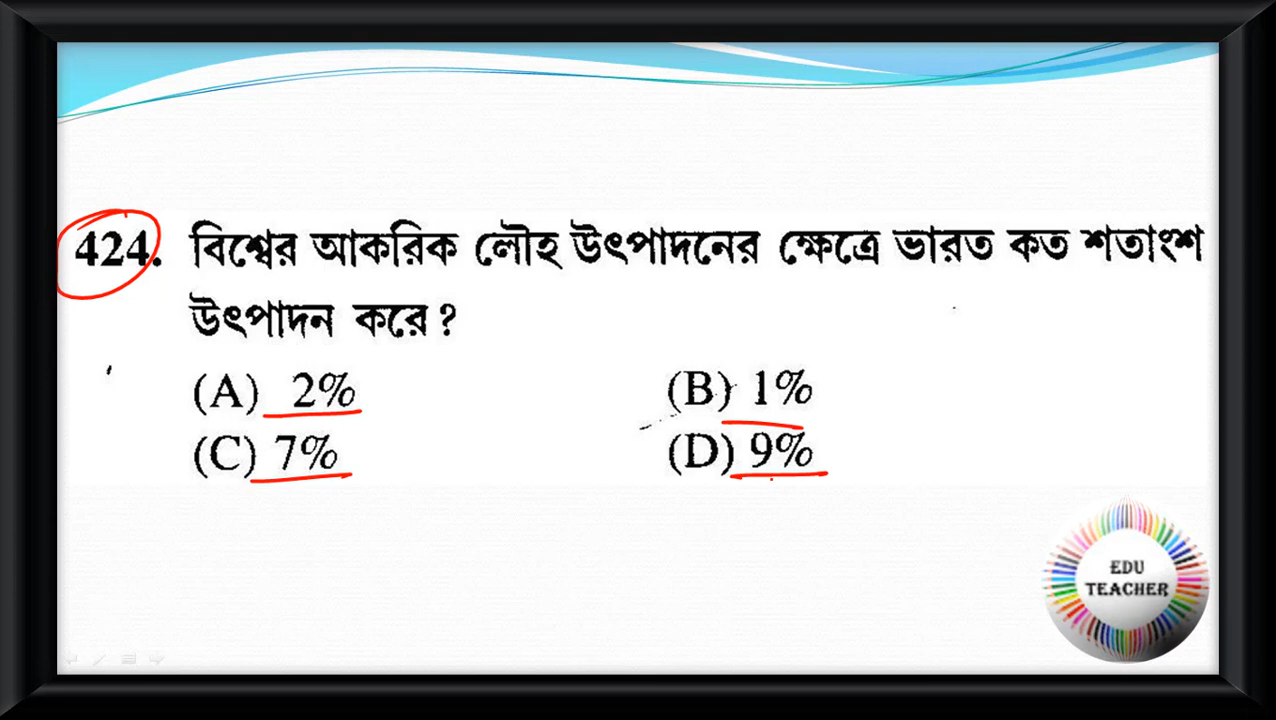 424. বিশ্বের আকরিক লৌহ উৎপাদনের ক্ষেত্রে ভারত কত শতাংশ
উৎপাদন করে?
(A) 2% (B) 1%
(C) 7% (D) 9%
EDU
TEACHER